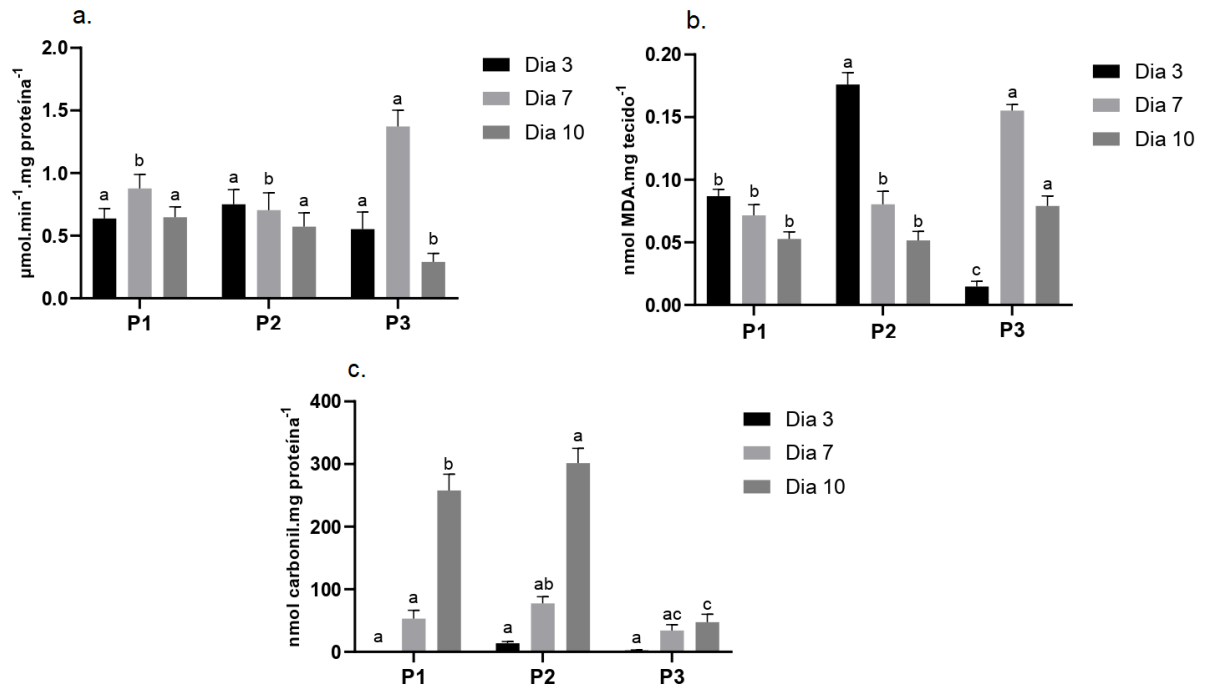 a.
µmol.min⁻¹.mg proteína⁻¹
2.0
1.5
1.0
0.5
0.0
a b a
a b a
a a b
P1 P2 P3
Dia 3
Dia 7
Dia 10
b.
nmol MDA.mg tecido⁻¹
0.20
0.15
0.10
0.05
0.00
b b b
a b b
c a a
P1 P2 P3
Dia 3
Dia 7
Dia 10
c.
nmol carbonil.mg proteína⁻¹
400
300
200
100
0
a a b
a ab a
a ac c
P1 P2 P3
Dia 3
Dia 7
Dia 10